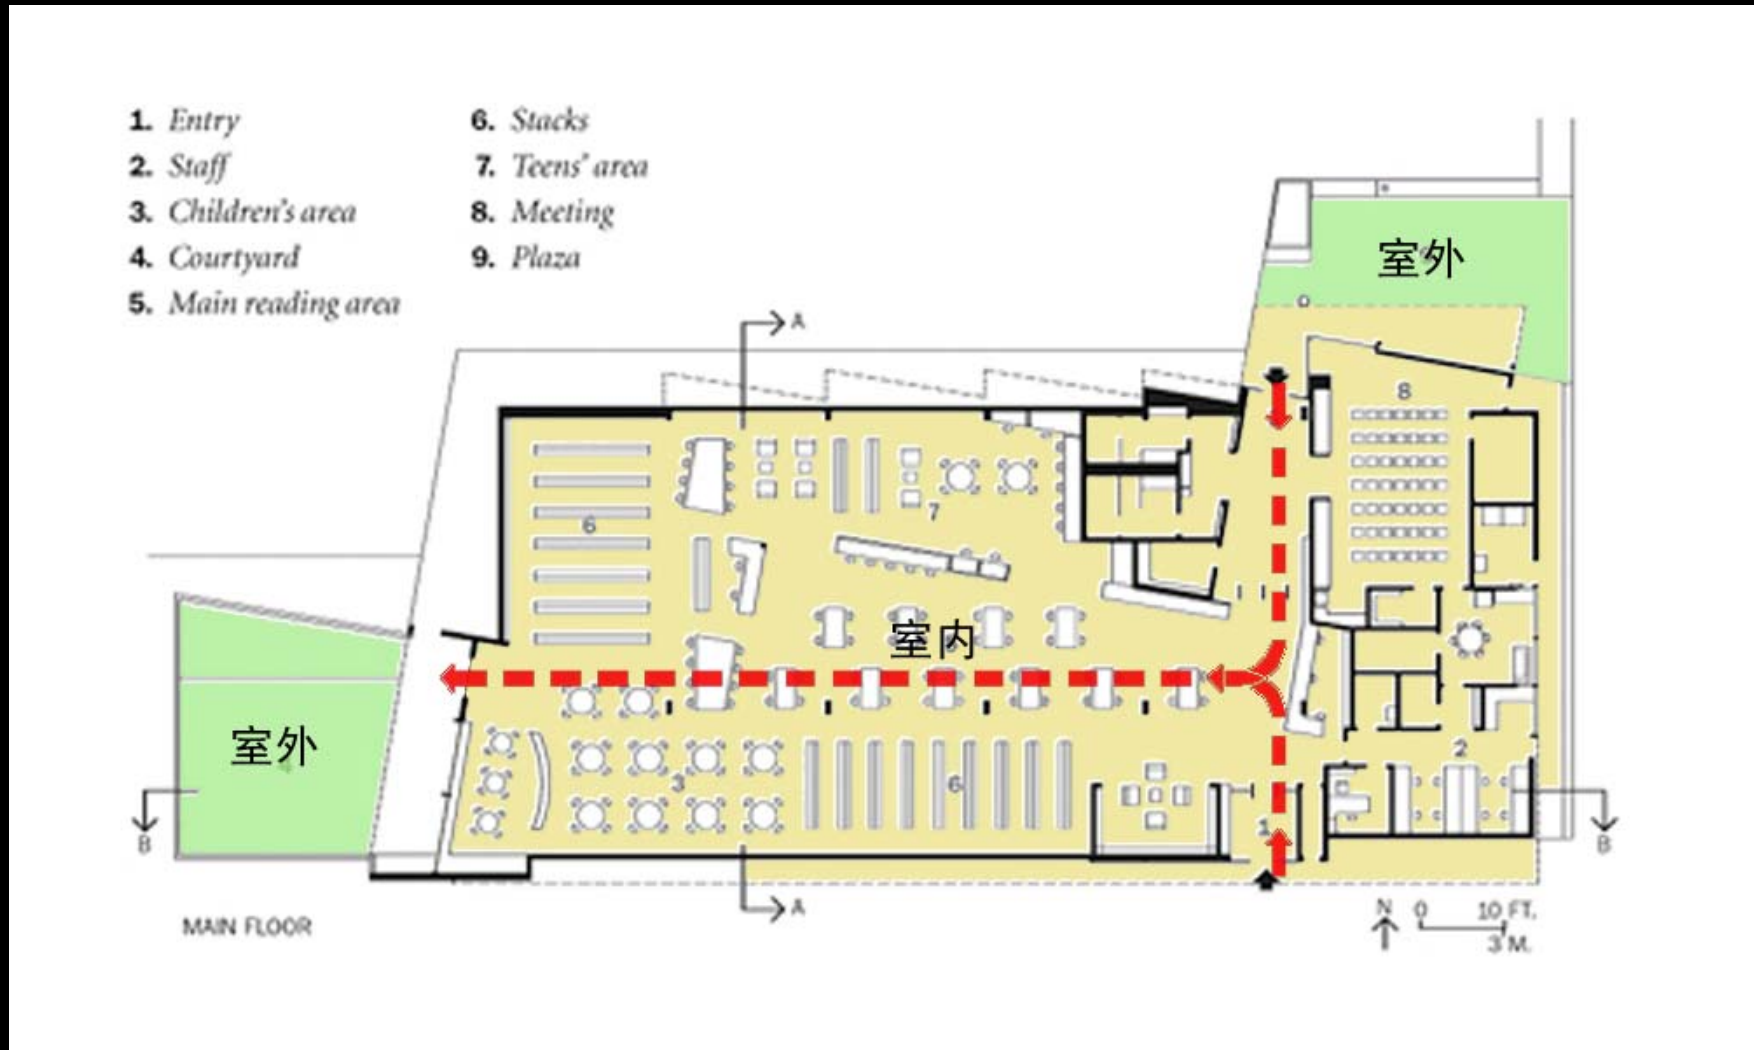 1. Entry
2. Staff
3. Children's area
4. Courtyard
5. Main reading area
6. Stacks
7. Teens' area
8. Meeting
9. Plaza
室外
A
8
6
7
室内
室外
3
6
2
1
B
B
A
MAIN FLOOR
N 0 10 FT.
3 M.